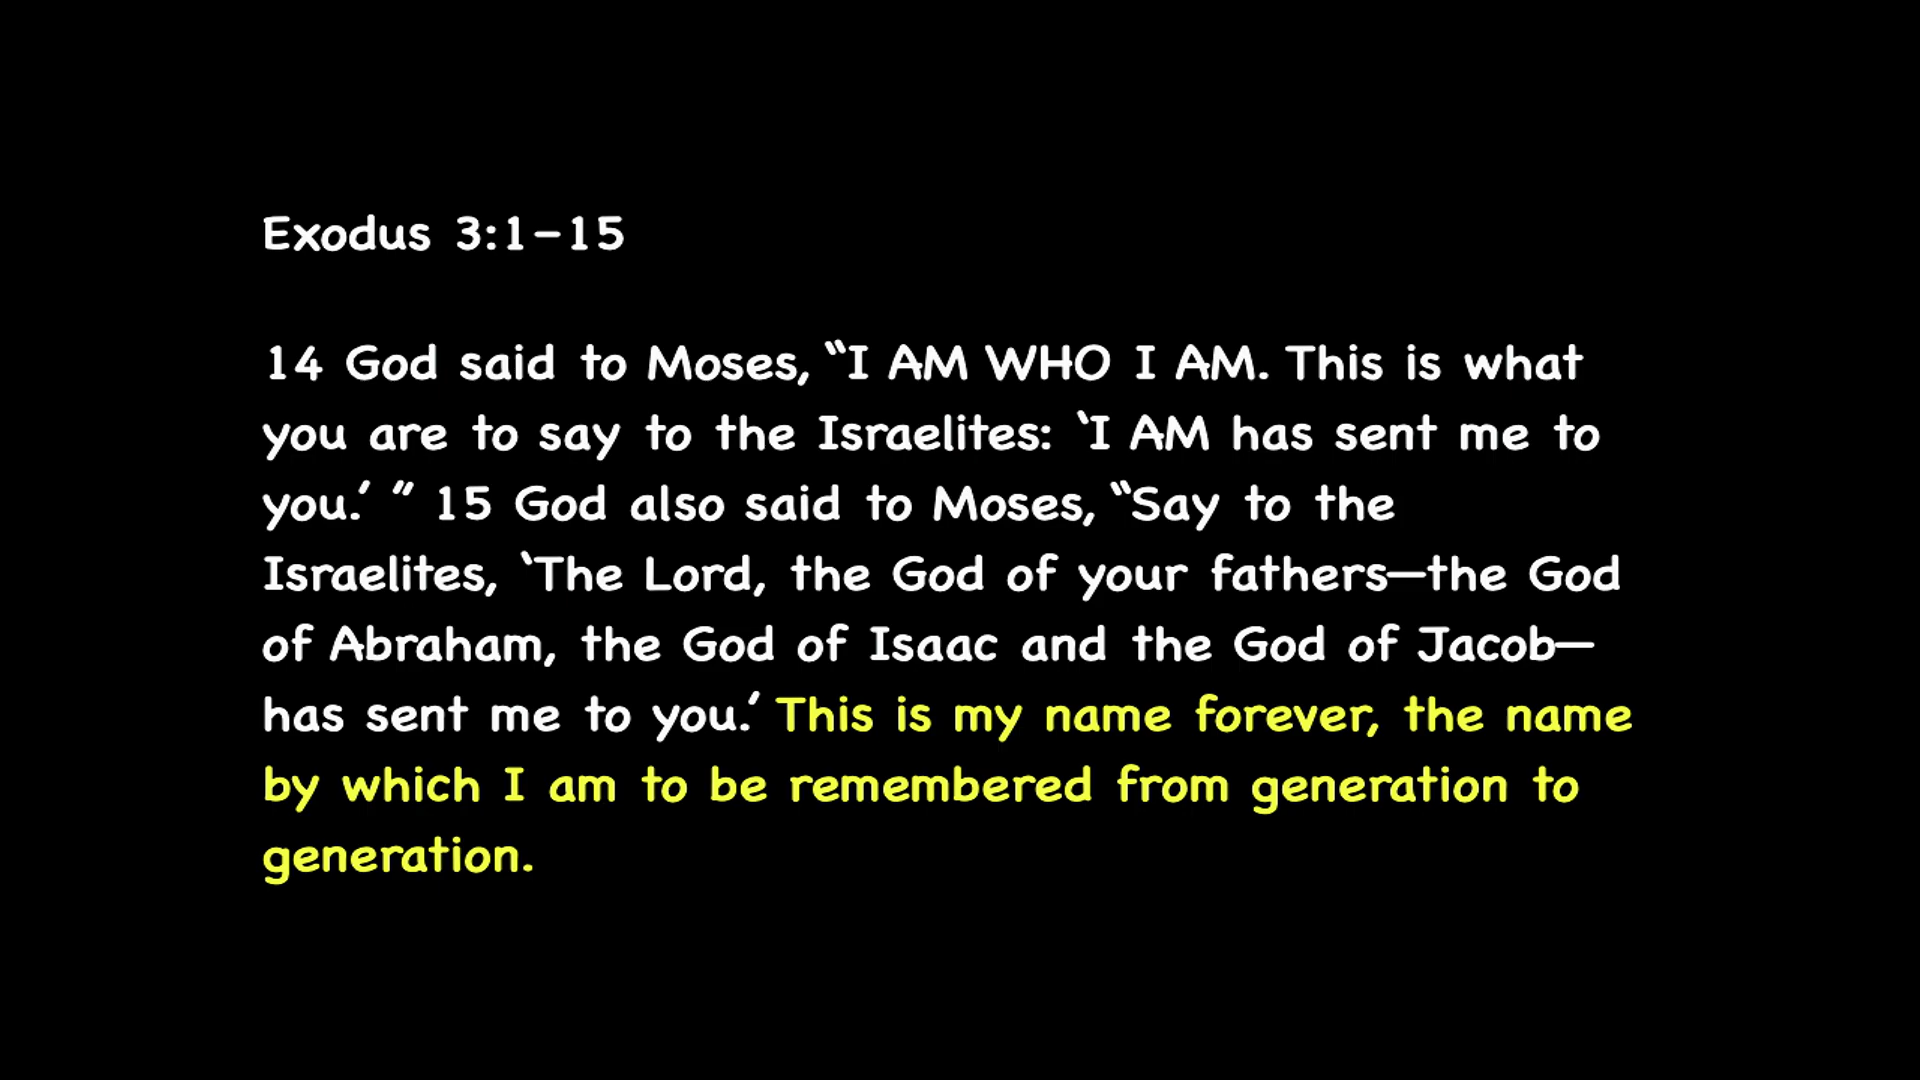 Exodus 3:1–15
14 God said to Moses, “I AM WHO I AM. This is what
you are to say to the Israelites: ‘I AM has sent me to
you.’ ” 15 God also said to Moses, “Say to the
Israelites, ‘The Lord, the God of your fathers—the God
of Abraham, the God of Isaac and the God of Jacob—
has sent me to you.’ This is my name forever, the name
by which I am to be remembered from generation to
generation.